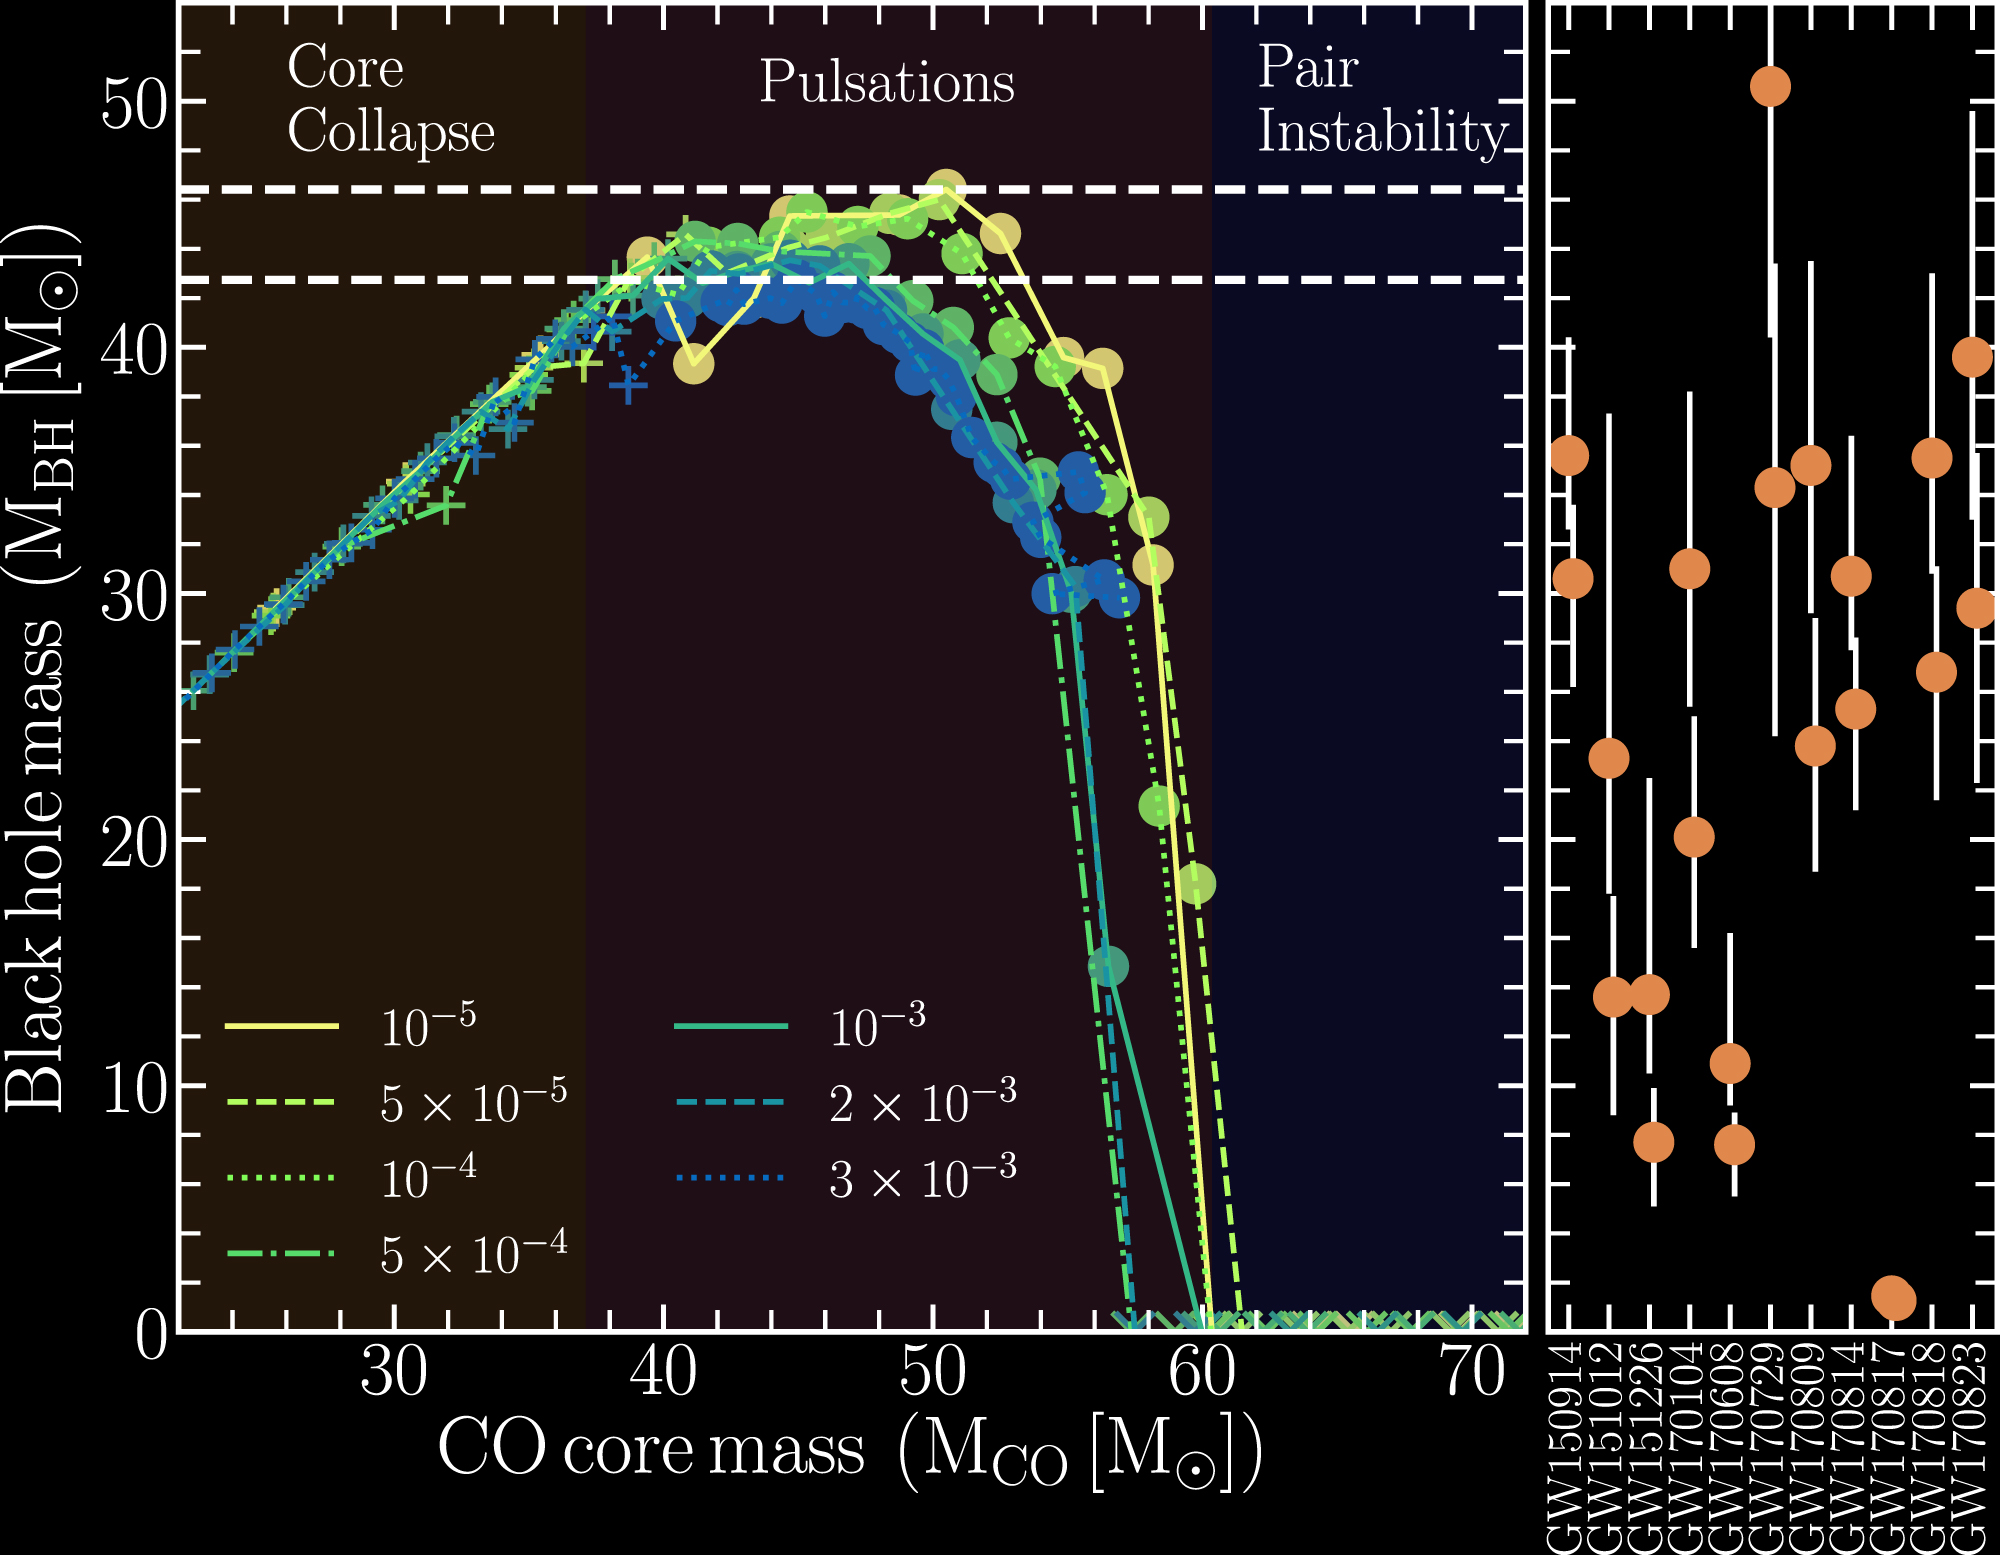 Core
Collapse
Pulsations
Pair
Instability
Black hole mass (M_BH [M_⊙])
50
40
30
20
10
0
10⁻⁵
5 × 10⁻⁵
10⁻⁴
5 × 10⁻⁴
10⁻³
2 × 10⁻³
3 × 10⁻³
30 40 50 60 70
CO core mass (M_CO [M_⊙])
GW150914
GW151012
GW151226
GW170104
GW170608
GW170729
GW170809
GW170814
GW170817
GW170818
GW170823